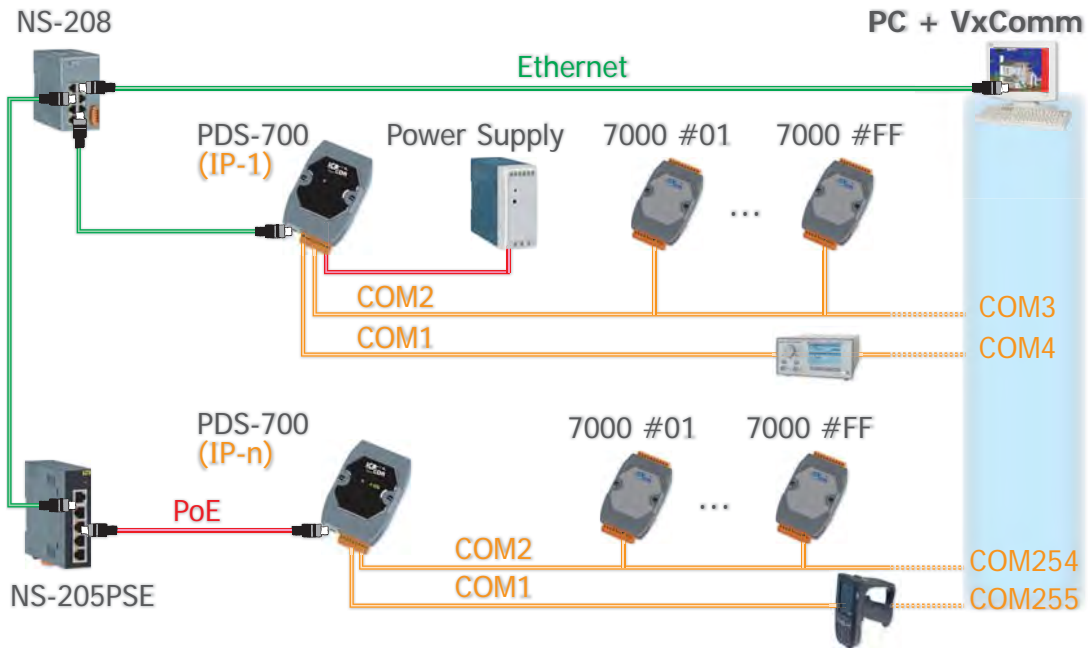 NS-208
PC + VxComm
Ethernet
PDS-700
(IP-1)
Power Supply
7000 #01
7000 #FF
...
COM2
COM3
COM1
COM4
PDS-700
(IP-n)
7000 #01
7000 #FF
...
PoE
COM2
COM254
COM1
COM255
NS-205PSE